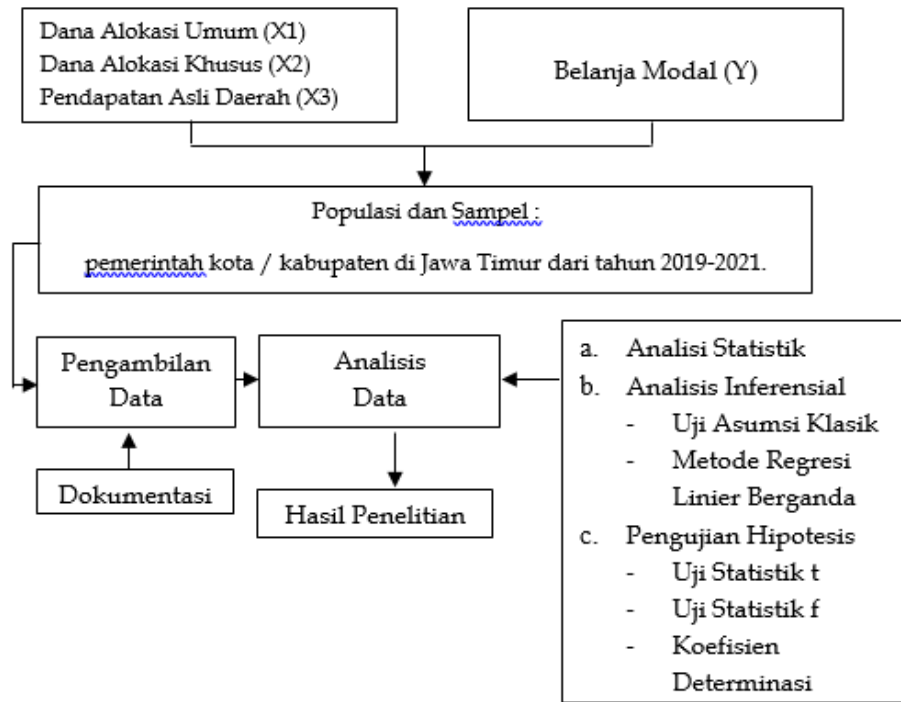 Dana Alokasi Umum (X1)
Dana Alokasi Khusus (X2)
Pendapatan Asli Daerah (X3)
Belanja Modal (Y)
Populasi dan Sampel :
pemerintah kota / kabupaten di Jawa Timur dari tahun 2019-2021.
Pengambilan
Data
Analisis
Data
Dokumentasi
Hasil Penelitian
a. Analisi Statistik
b. Analisis Inferensial
- Uji Asumsi Klasik
- Metode Regresi
Linier Berganda
c. Pengujian Hipotesis
- Uji Statistik t
- Uji Statistik f
- Koefisien
Determinasi